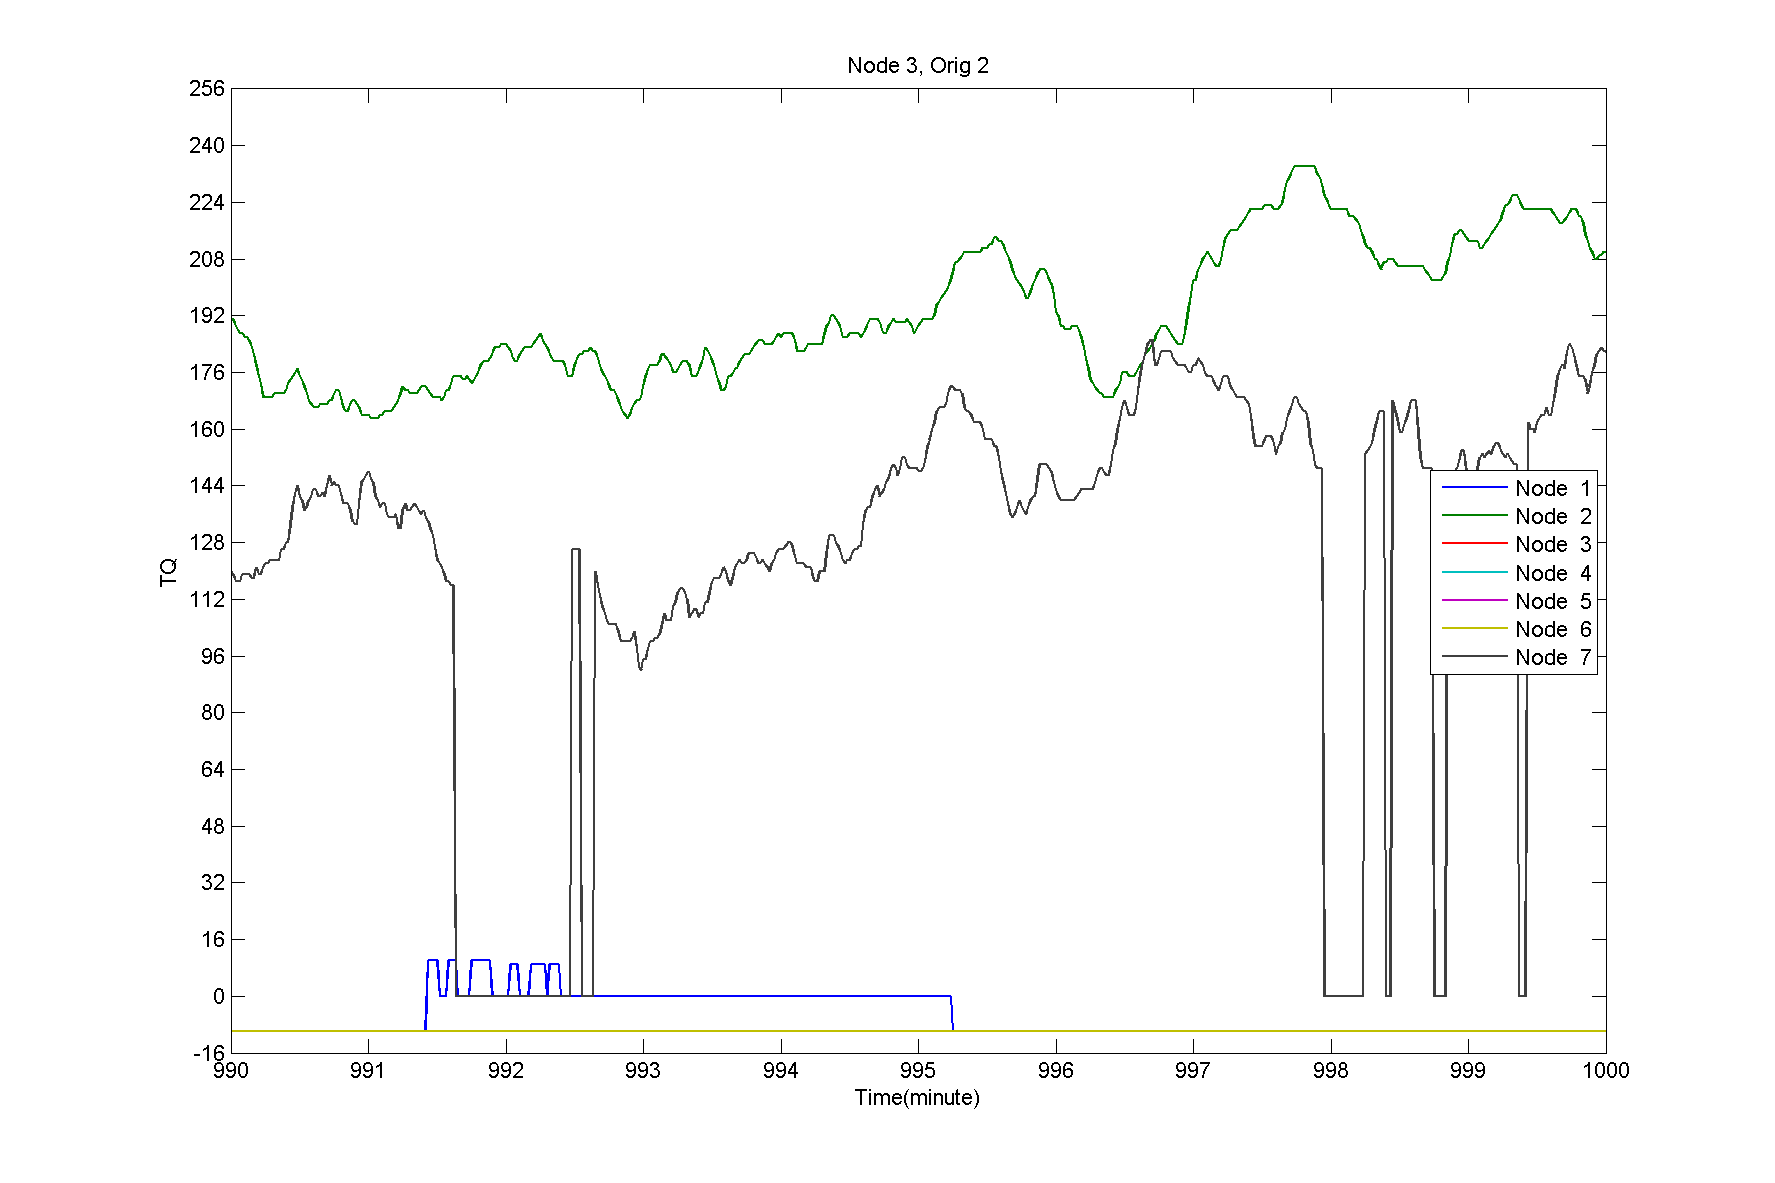 Node 3, Orig 2
256
240
224
208
192
176
160
144
128
112
96
80
64
48
32
16
0
-16
TQ
Node 1
Node 2
Node 3
Node 4
Node 5
Node 6
Node 7
990 991 992 993 994 995 996 997 998 999 1000
Time(minute)